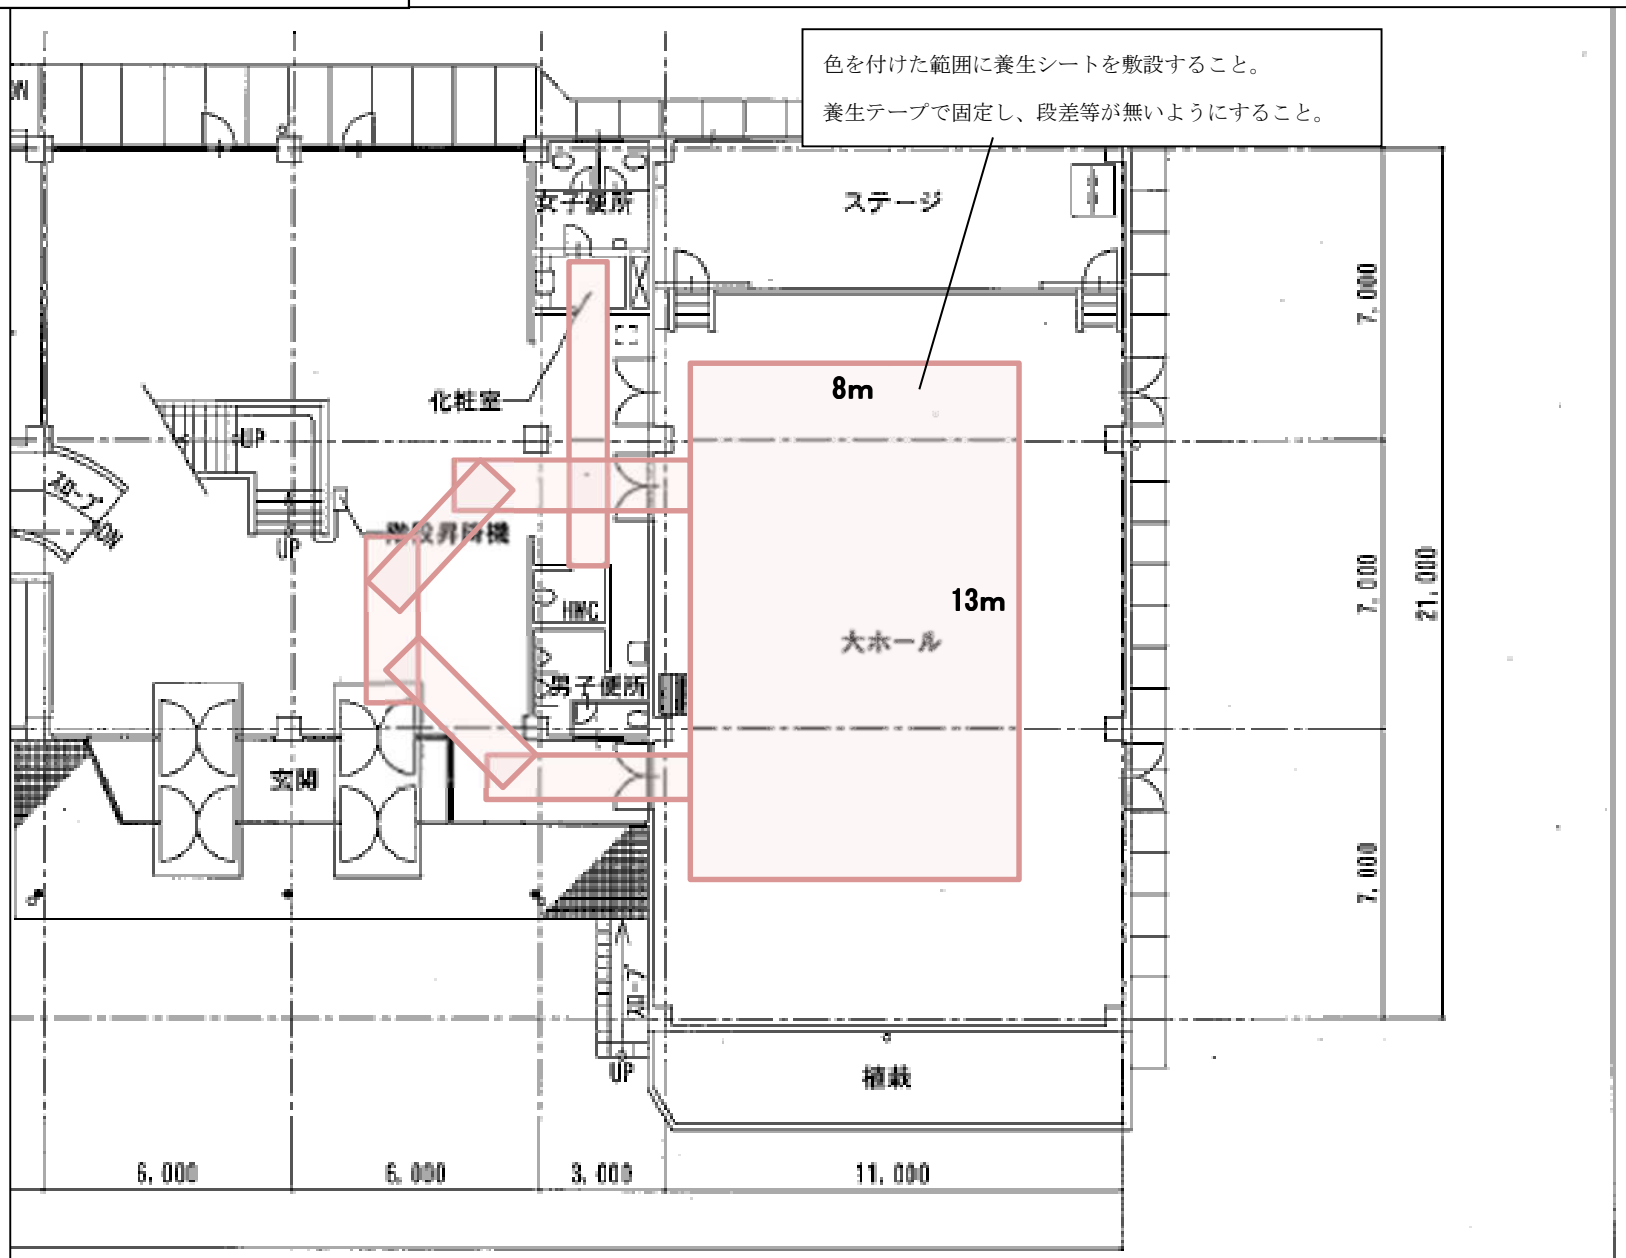 色を付けた範囲に養生シートを敷設すること。
養生テープで固定し、段差等が無いようにすること。
女子便所
ステージ
7,000
8m
化粧室
UP
スロープ
階段昇降機
UP
7,000
21,000
13m
HWC
大ホール
男子便所
玄関
7,000
スロープ
UP
植栽
6,000
6,000
3,000
11,000